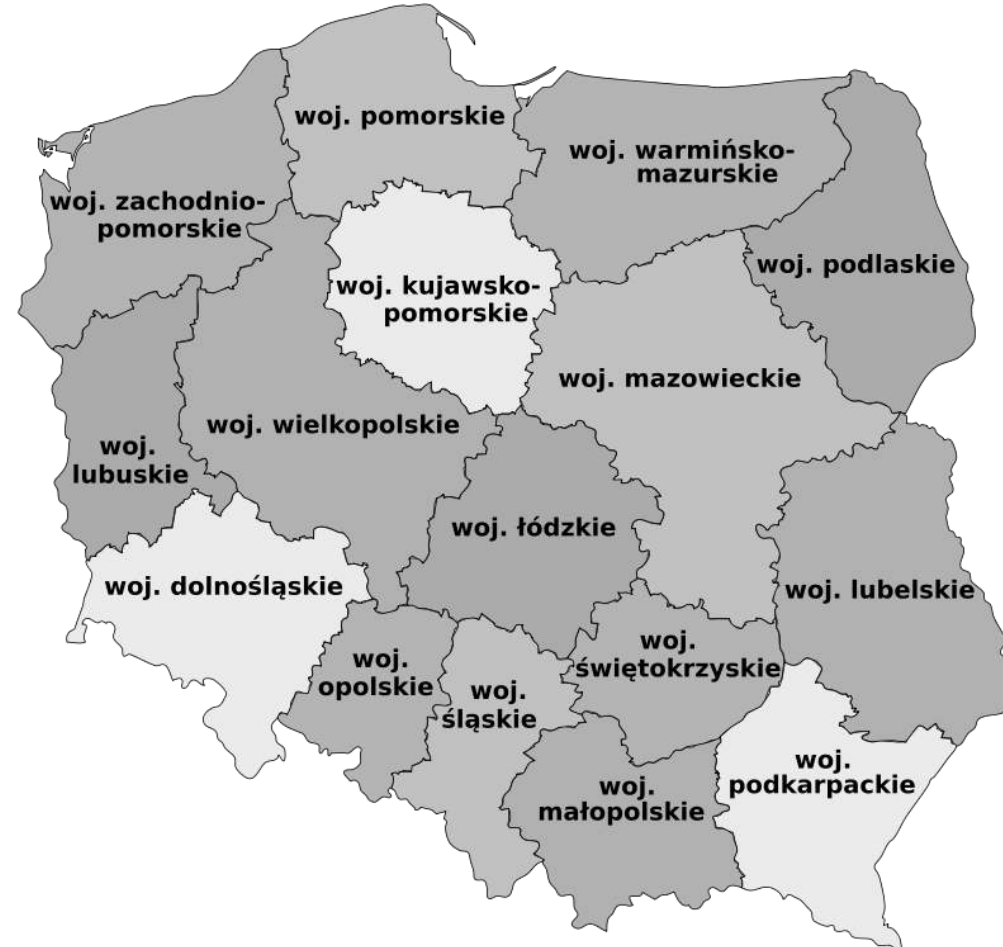 woj. pomorskie
woj. warmińsko-
mazurskie
woj. zachodnio-
pomorskie
woj. podlaskie
woj. kujawsko-
pomorskie
woj. mazowieckie
woj. wielkopolskie
woj.
lubuskie
woj. łódzkie
woj. dolnośląskie
woj. lubelskie
woj.
świętokrzyskie
woj.
opolskie
woj.
śląskie
woj.
podkarpackie
woj.
małopolskie